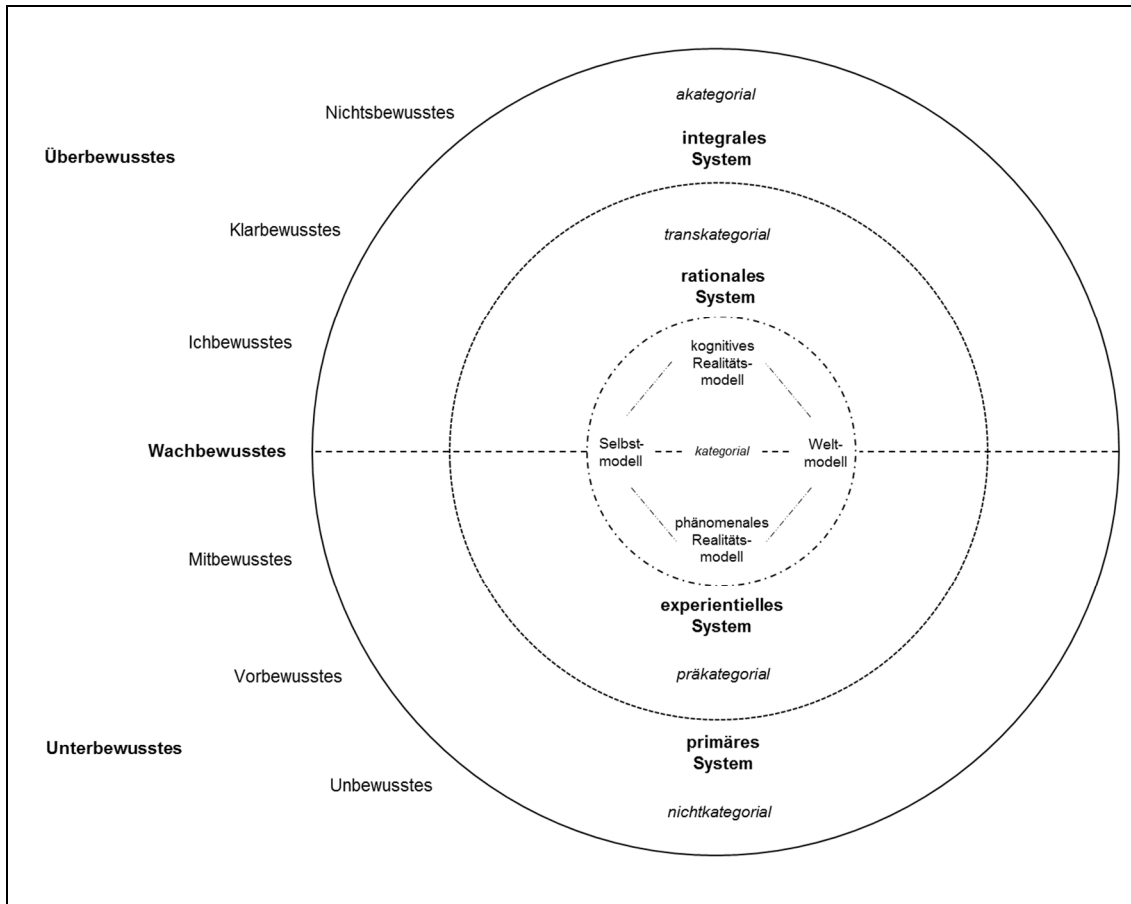 akategorial
Nichtsbewusstes
integrales
System
Überbewusstes
Klarbewusstes
transkategorial
rationales
System
Ichbewusstes
kognitives
Realitäts-
modell
Wachbewusstes
Selbst-
modell
kategorial
Welt-
modell
phänomenales
Realitäts-
modell
Mitbewusstes
experientielles
System
Vorbewusstes
präkategorial
Unterbewusstes
primäres
System
Unbewusstes
nichtkategorial